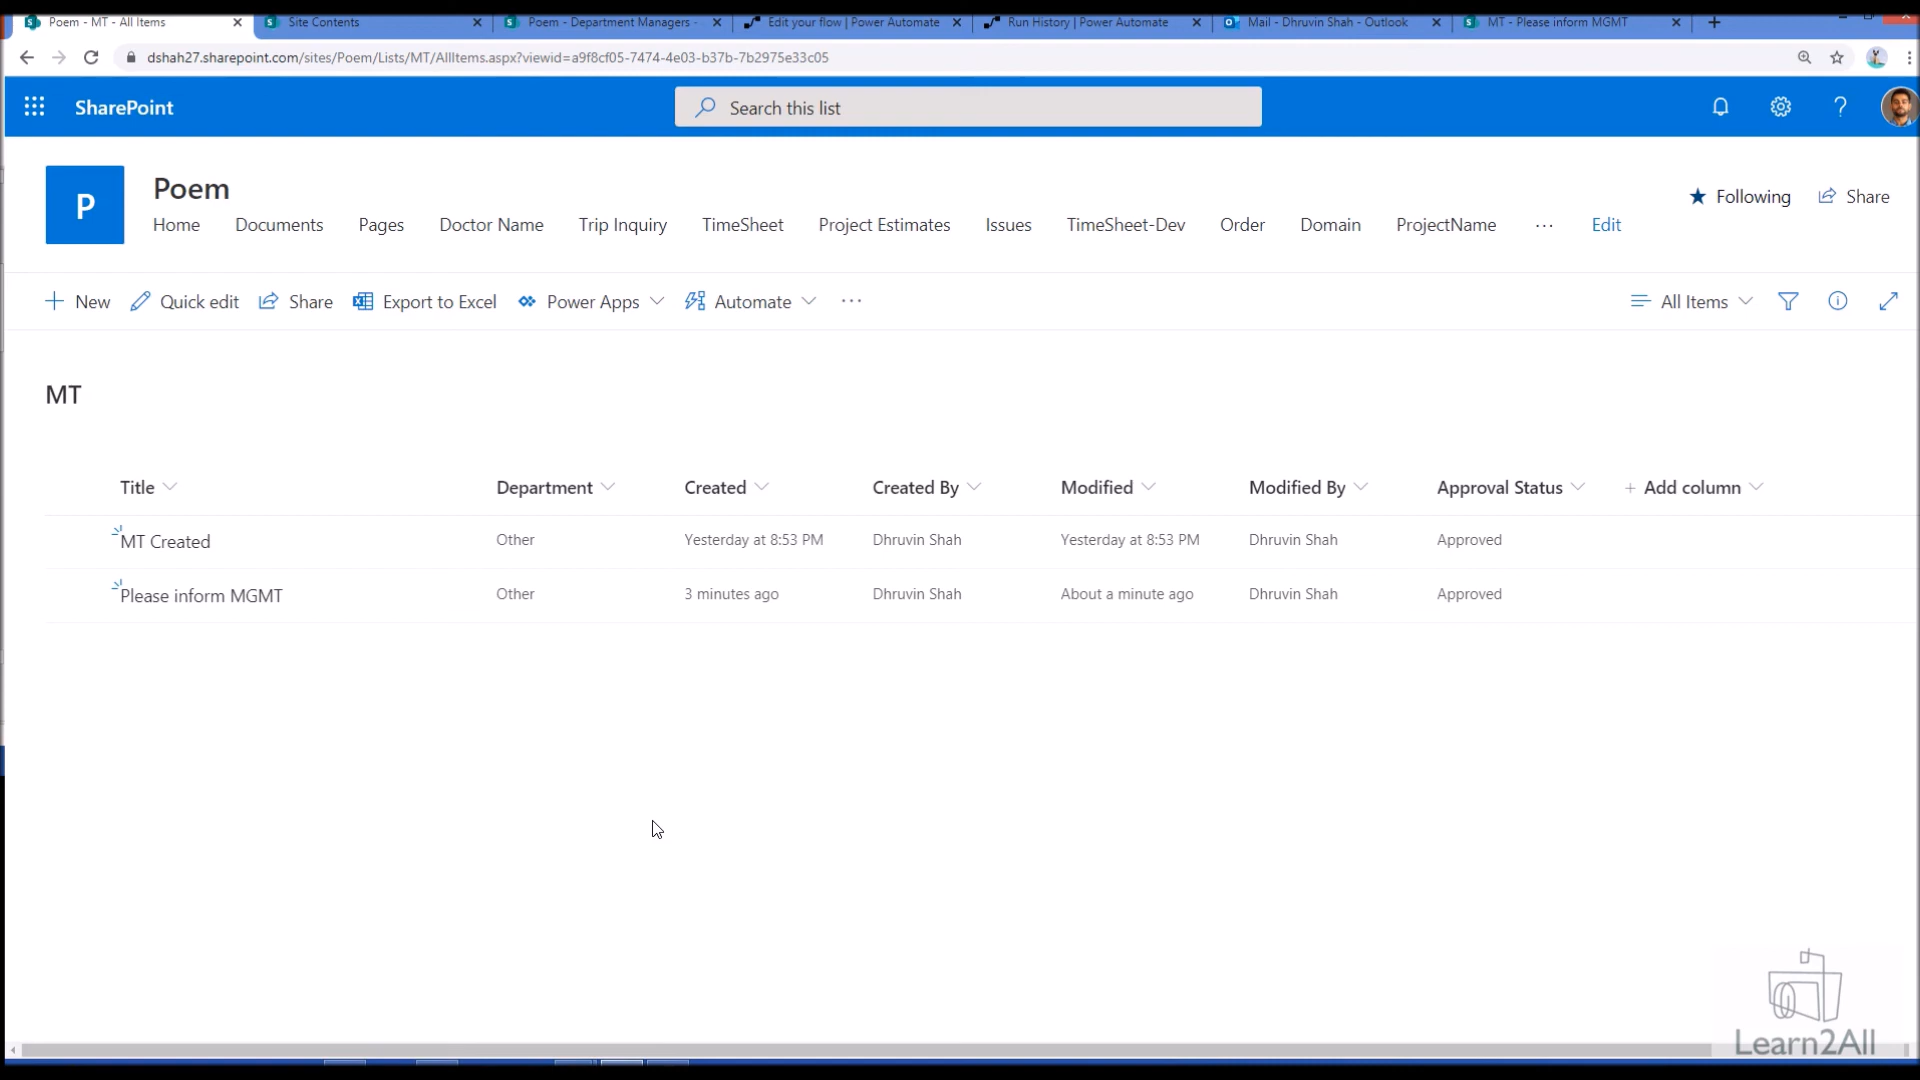 Poem - MT - All Items
Site Contents
Poem - Department Managers -
Edit your flow | Power Automate
Run History | Power Automate
Mail - Dhruvin Shah - Outlook
MT - Please inform MGMT
dshah27.sharepoint.com/sites/Poem/Lists/MT/AllItems.aspx?viewid=a9f8cf05-7474-4e03-b37b-7b2975e33c05
SharePoint
Search this list
P
Poem
Following
Share
Home Documents Pages Doctor Name Trip Inquiry TimeSheet Project Estimates Issues TimeSheet-Dev Order Domain ProjectName ... Edit
+ New Quick edit Share Export to Excel Power Apps Automate ... All Items
MT
Title Department Created Created By Modified Modified By Approval Status + Add column
MT Created Other Yesterday at 8:53 PM Dhruvin Shah Yesterday at 8:53 PM Dhruvin Shah Approved
Please inform MGMT Other 3 minutes ago Dhruvin Shah About a minute ago Dhruvin Shah Approved
Learn2All